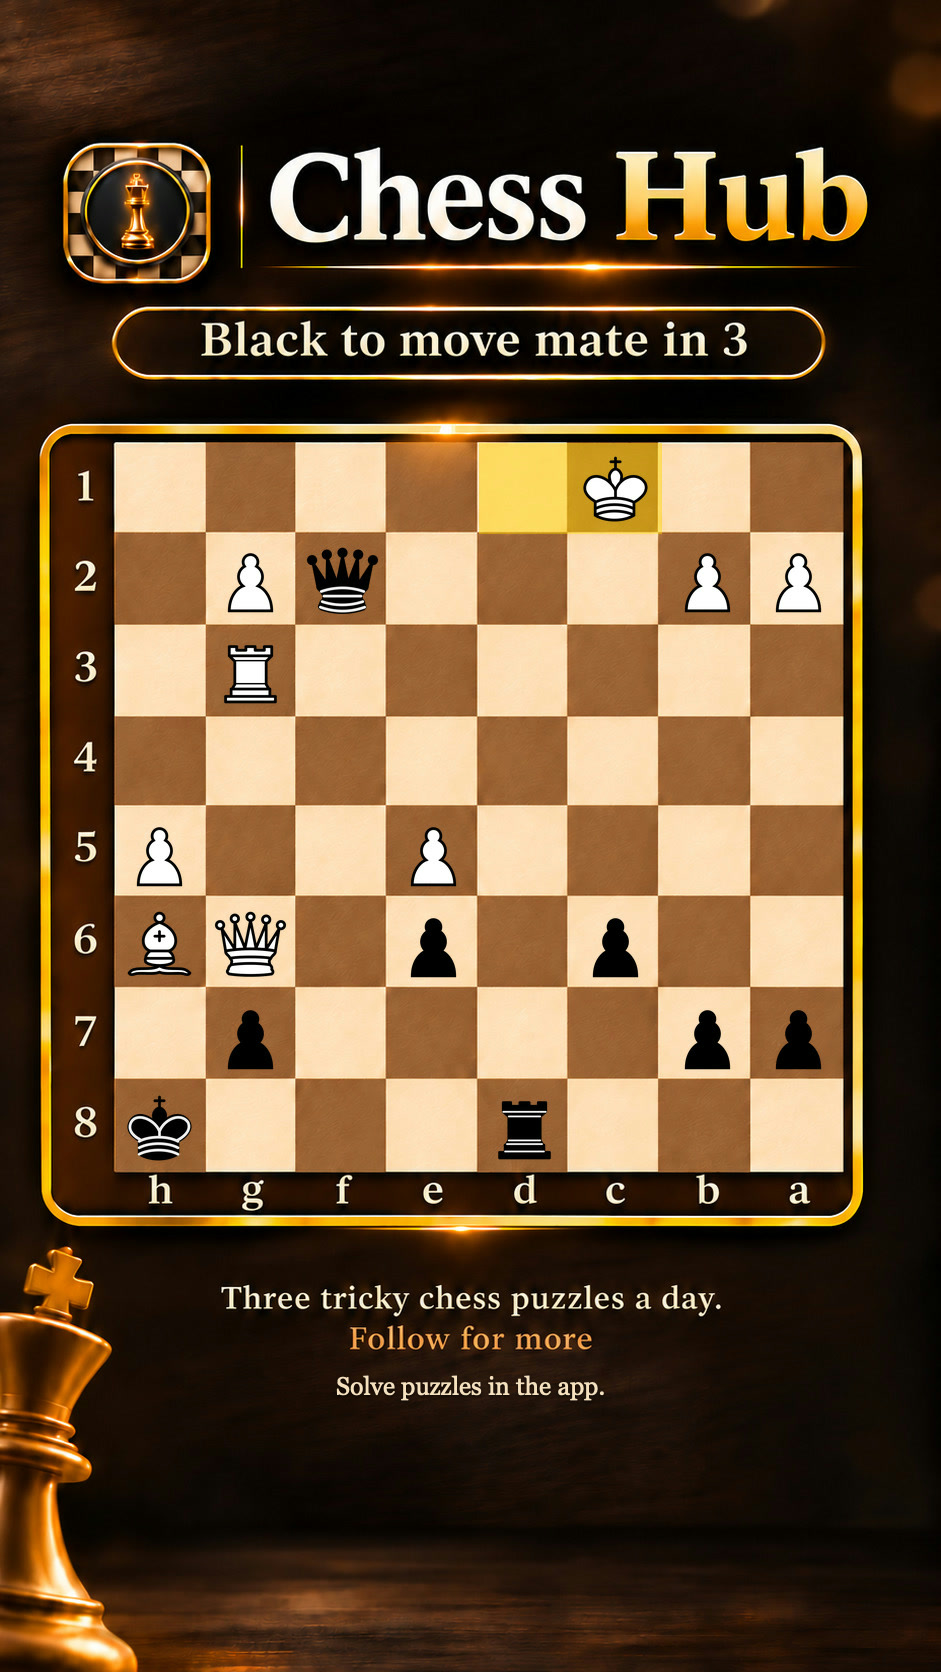 Chess Hub
Black to move mate in 3
1
2
3
4
5
6
7
8
h g f e d c b a
Three tricky chess puzzles a day.
Follow for more
Solve puzzles in the app.